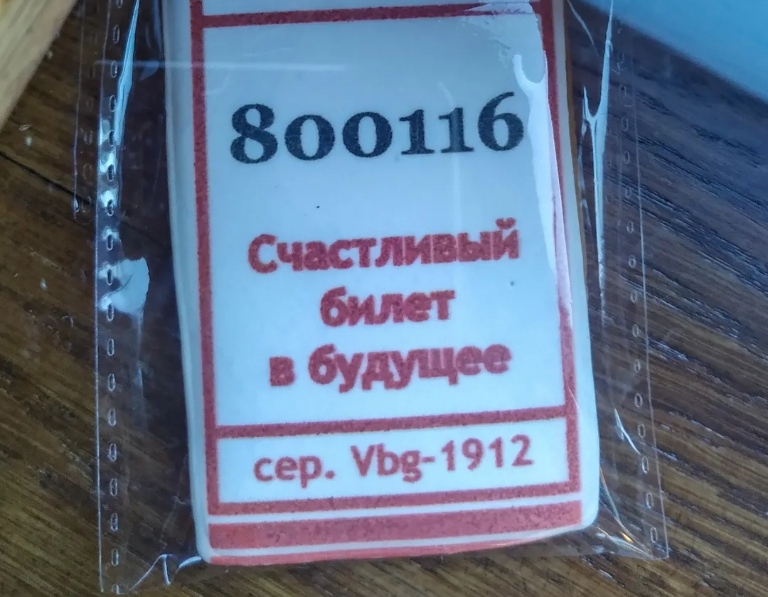 800116
Счастливый
билет
в будущее
сер. Vbg-1912